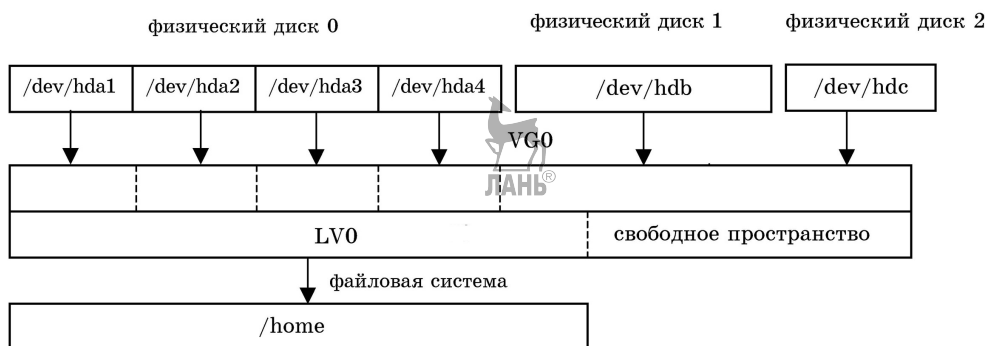 физический диск 0
физический диск 1
физический диск 2
/dev/hda1
/dev/hda2
/dev/hda3
/dev/hda4
/dev/hdb
/dev/hdc
VG0
ЛАНЬ®
LV0
свободное пространство
файловая система
/home